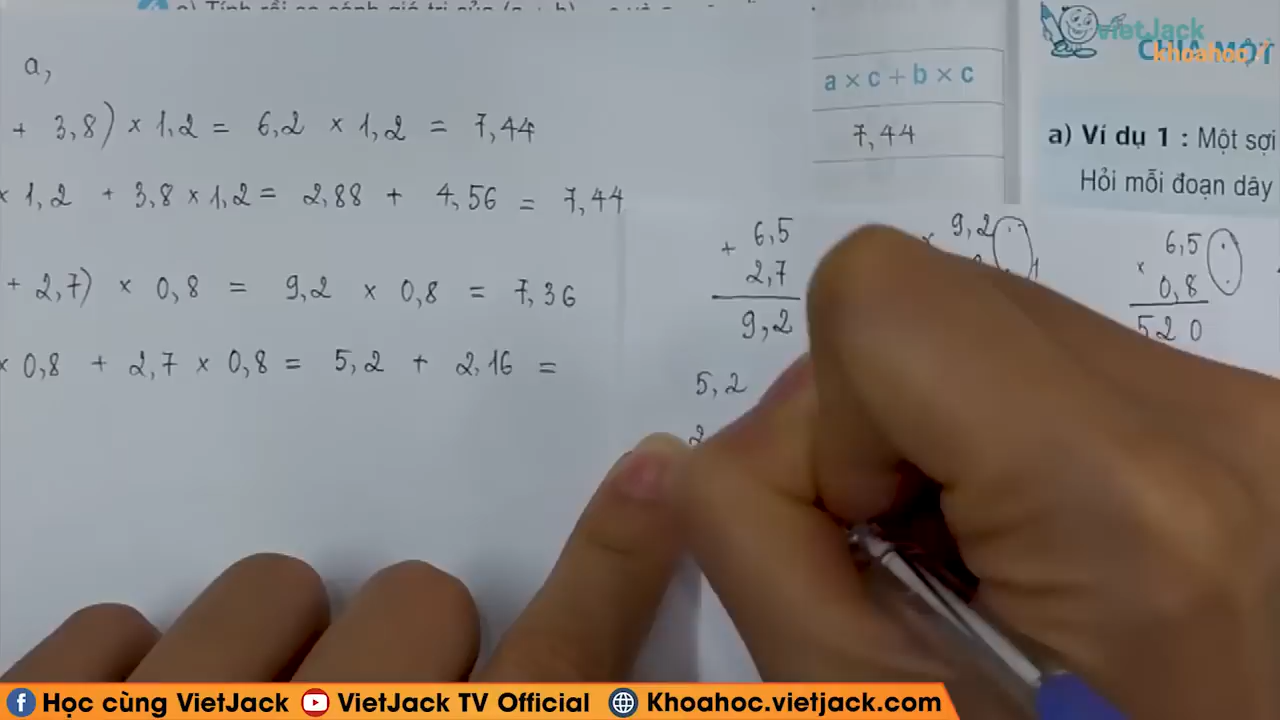 a,
+ 3,8) × 1,2 = 6,2 × 1,2 = 7,44
× 1,2 + 3,8 × 1,2 = 2,88 + 4,56 = 7,44
+ 2,7) × 0,8 = 9,2 × 0,8 = 7,36
× 0,8 + 2,7 × 0,8 = 5,2 + 2,16 =
a × c + b × c
7,44
+ 6,5
2,7
9,2
5,2
2
× 9,2
× 6,5
0,8
520
vietJack
khoahoc
CHIA MỘT
a) Ví dụ 1 : Một sợi
Hỏi mỗi đoạn dây
Học cùng VietJack
VietJack TV Official
Khoahoc.vietjack.com